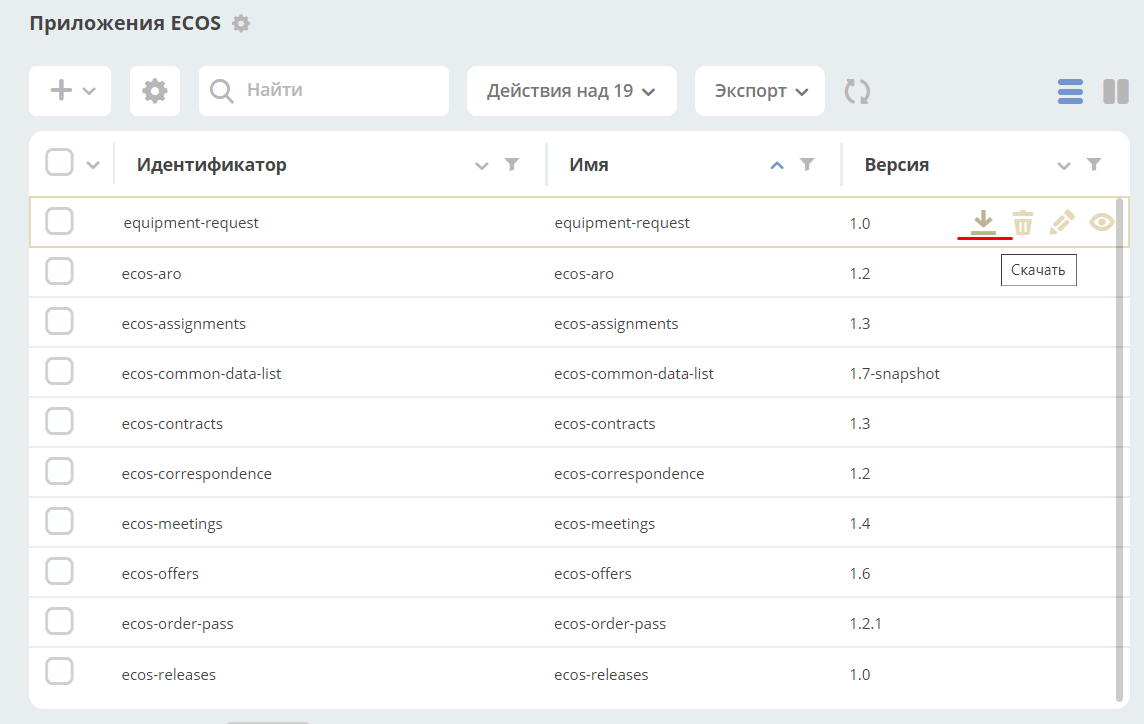 Приложения ECOS
Найти
Действия над 19
Экспорт
Идентификатор Имя Версия
equipment-request equipment-request 1.0
Скачать
ecos-aro ecos-aro 1.2
ecos-assignments ecos-assignments 1.3
ecos-common-data-list ecos-common-data-list 1.7-snapshot
ecos-contracts ecos-contracts 1.3
ecos-correspondence ecos-correspondence 1.2
ecos-meetings ecos-meetings 1.4
ecos-offers ecos-offers 1.6
ecos-order-pass ecos-order-pass 1.2.1
ecos-releases ecos-releases 1.0